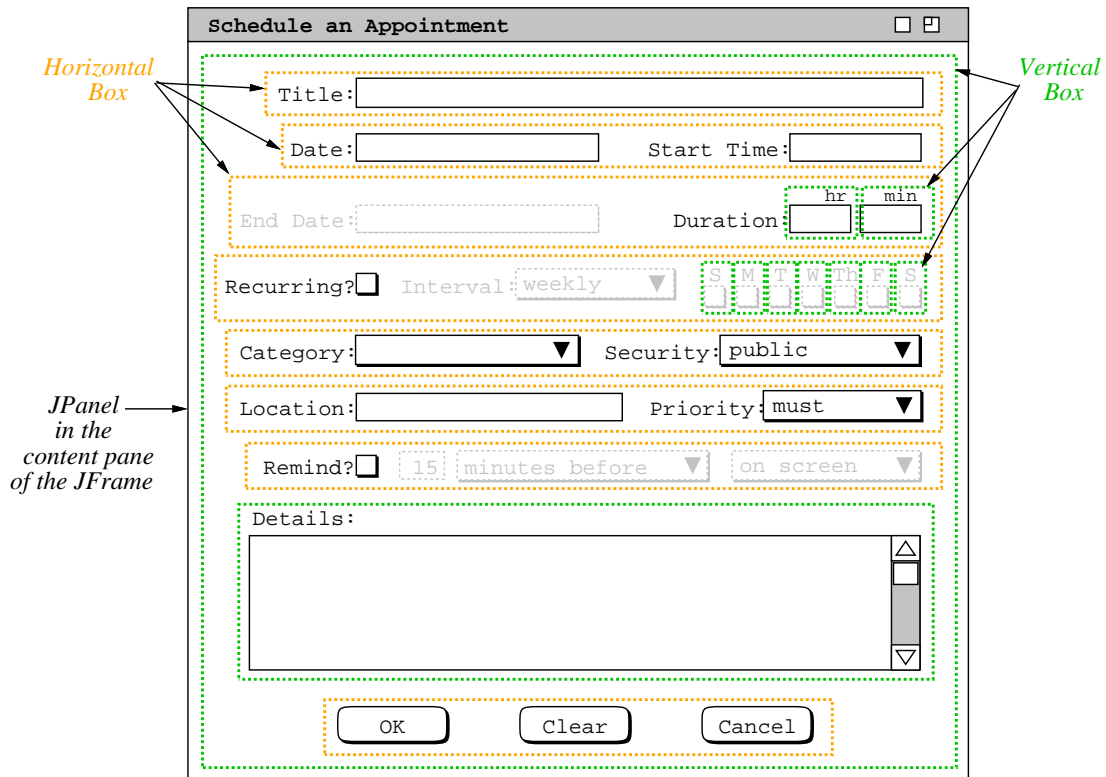 Schedule an Appointment
Horizontal
Box
Vertical
Box
Title:
Date: Start Time:
hr min
End Date: Duration
S M T W Th F S
Recurring? Interval: weekly
Category: Security: public
Location: Priority: must
JPanel
in the
content pane
of the JFrame
Remind? 15 minutes before on screen
Details:
OK Clear Cancel